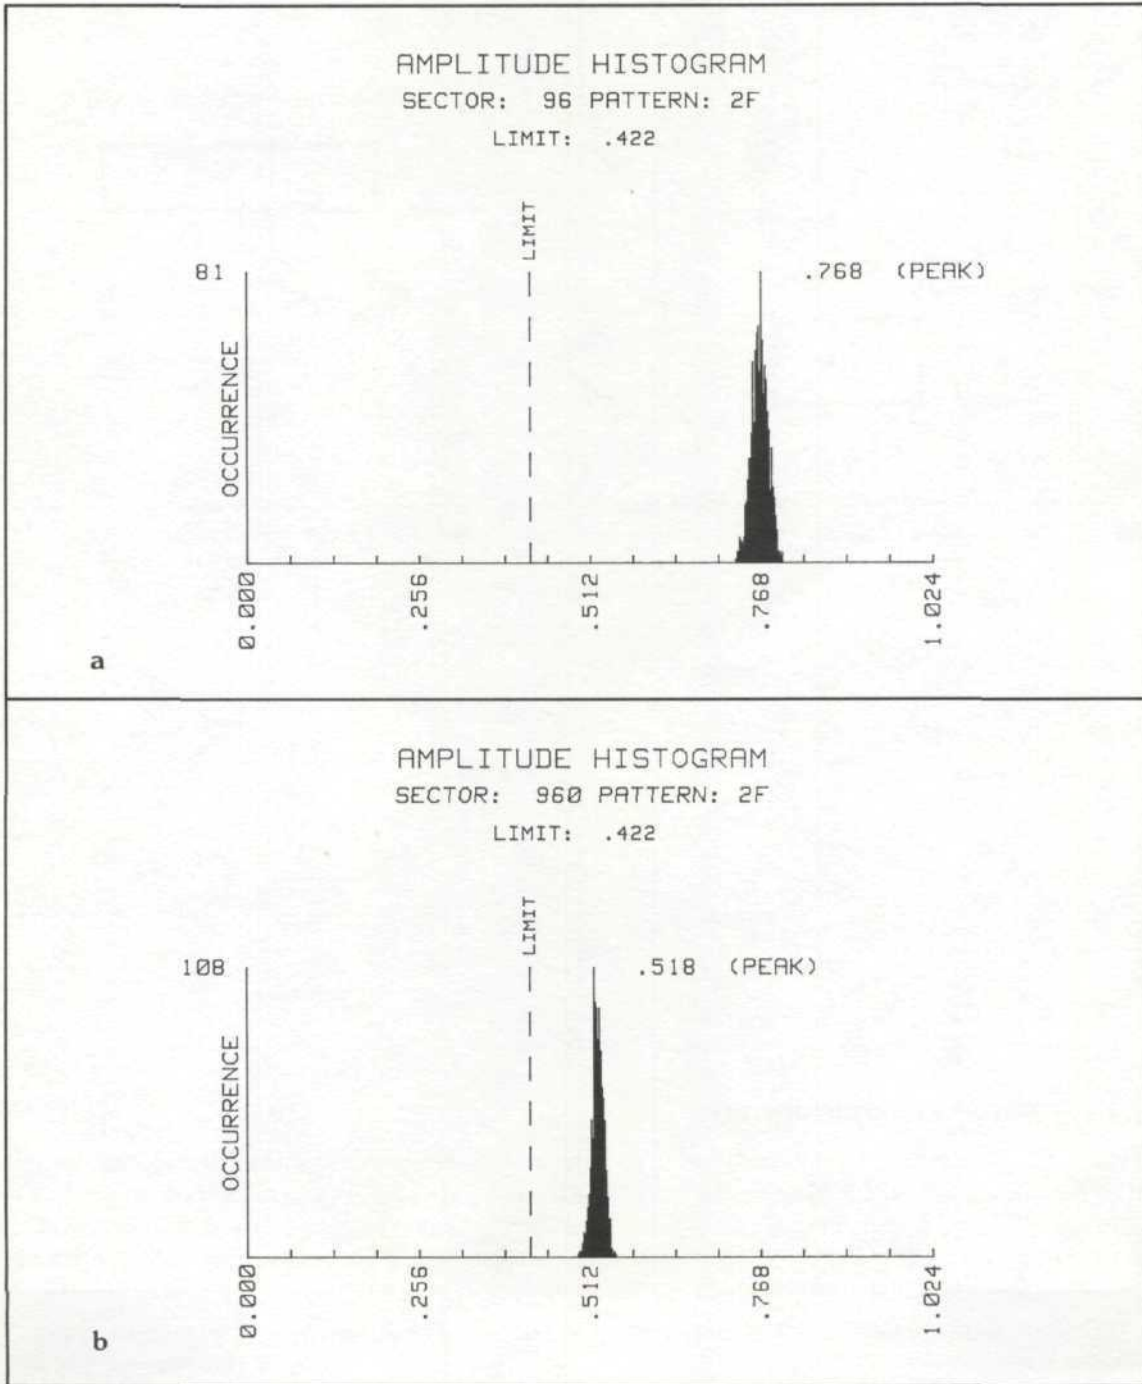 AMPLITUDE HISTOGRAM
SECTOR: 96 PATTERN: 2F
LIMIT: .422
LIMIT
81
.768 (PEAK)
OCCURRENCE
0.000
.256
.512
.768
1.024
a
AMPLITUDE HISTOGRAM
SECTOR: 960 PATTERN: 2F
LIMIT: .422
LIMIT
108
.518 (PEAK)
OCCURRENCE
0.000
.256
.512
.768
1.024
b